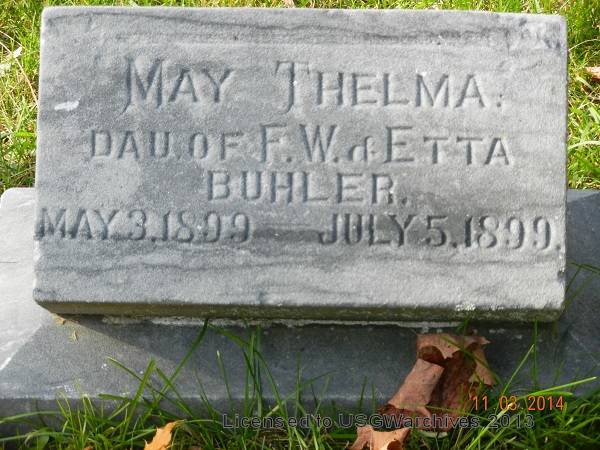 MAY THELMA.
DAU. OF F. W. & ETTA
BUHLER.
MAY 3, 1899 JULY 5, 1899.
11 03 2014
Licensed to USGWarchives 2013